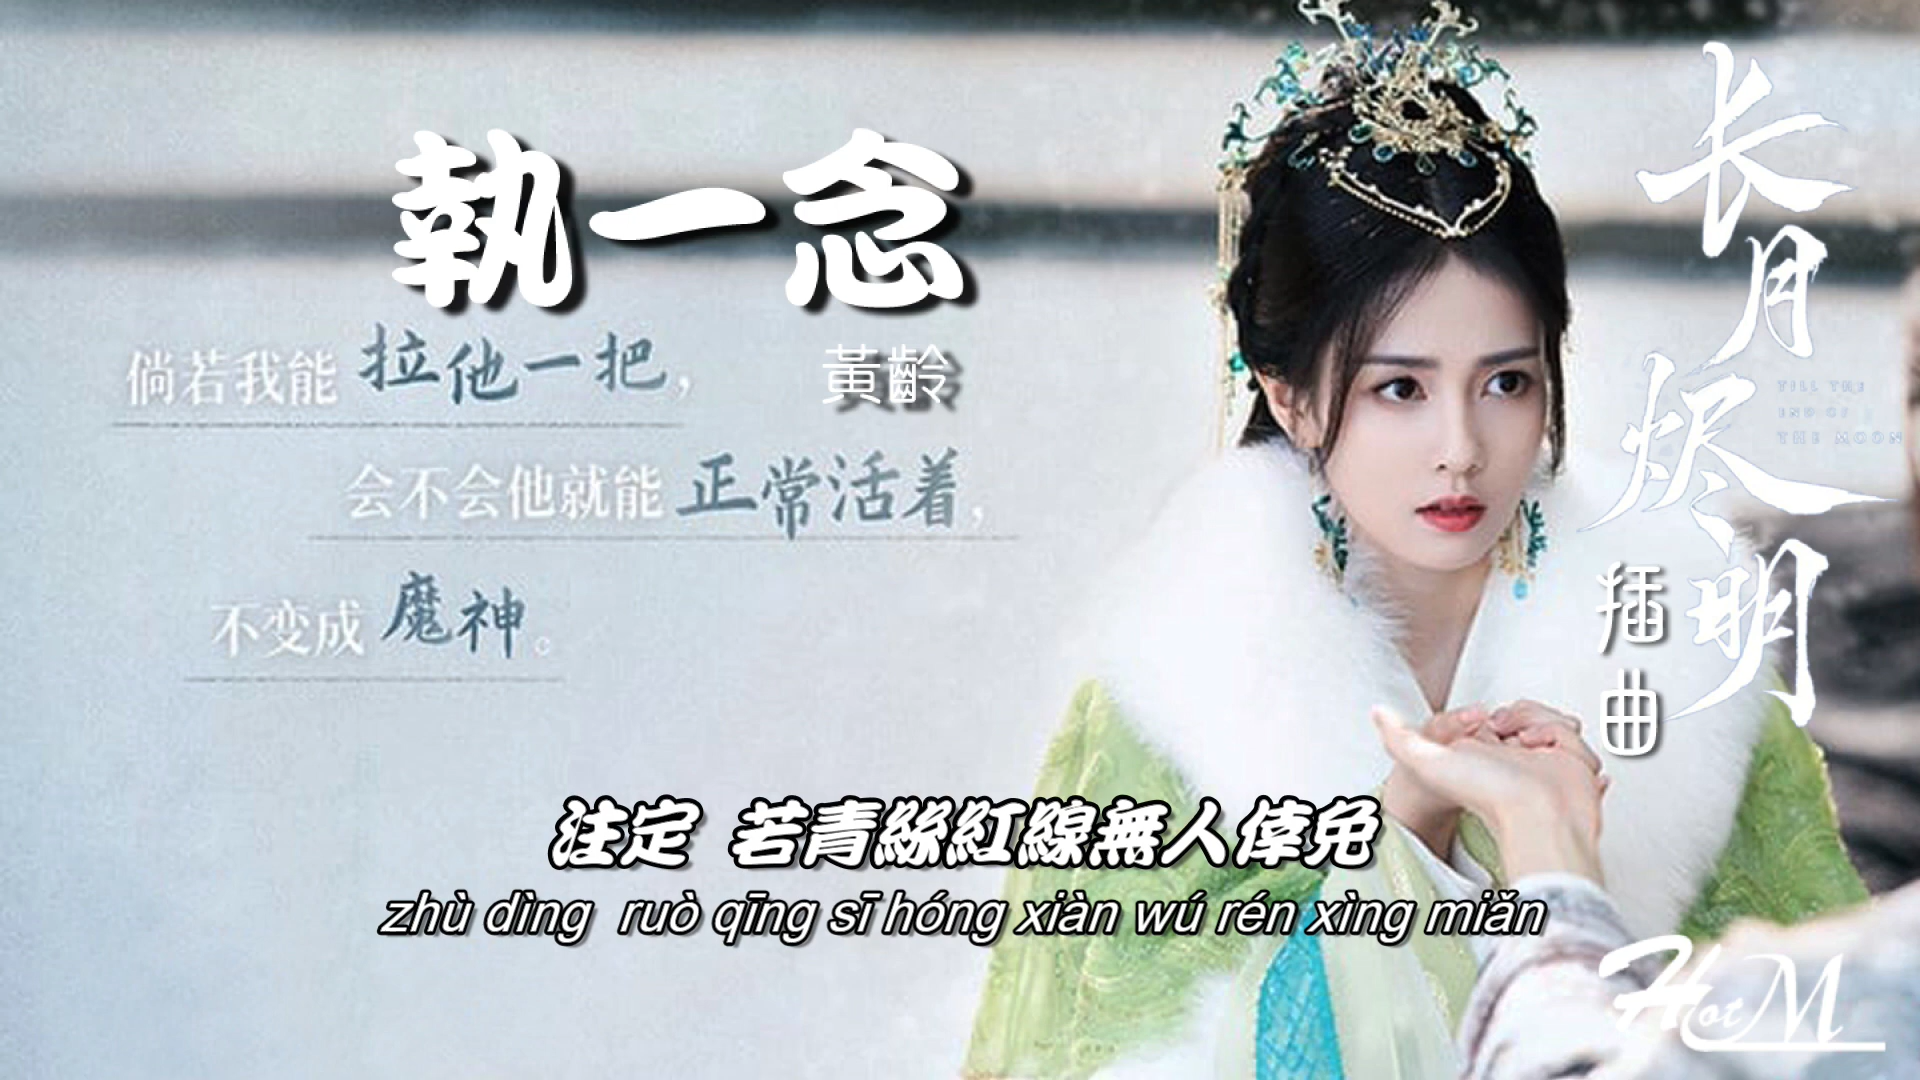 執一念
倘若我能拉他一把，
黃齡
会不会他就能正常活着，
不变成魔神。
长月烬明
TILL THE
END OF
THE MOON
插曲
注定 若青絲紅線無人倖免
zhù dìng ruò qīng sī hóng xiàn wú rén xìng miǎn
HotM